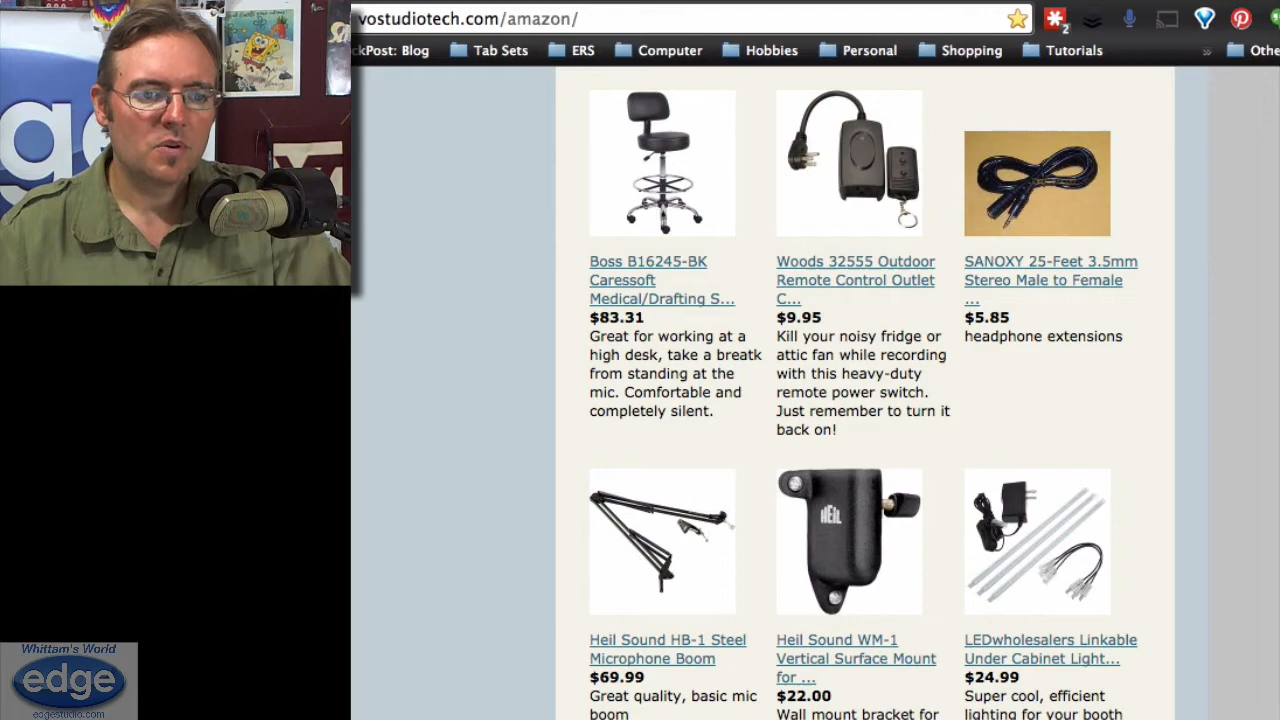 vostudiotech.com/amazon/
2
ckPost: Blog
Tab Sets
ERS
Computer
Hobbies
Personal
Shopping
Tutorials
»
Othe
Boss B16245-BK
Caressoft
Medical/Drafting S...
$83.31
Great for working at a
high desk, take a breatk
from standing at the
mic. Comfortable and
completely silent.
Woods 32555 Outdoor
Remote Control Outlet
C...
$9.95
Kill your noisy fridge or
attic fan while recording
with this heavy-duty
remote power switch.
Just remember to turn it
back on!
SANOXY 25-Feet 3.5mm
Stereo Male to Female
...
$5.85
headphone extensions
HEIL
Heil Sound HB-1 Steel
Microphone Boom
$69.99
Great quality, basic mic
boom
Heil Sound WM-1
Vertical Surface Mount
for ...
$22.00
Wall mount bracket for
LEDwholesalers Linkable
Under Cabinet Light...
$24.99
Super cool, efficient
lighting for your booth
ge
Whittam's World
edge
edgestudio.com